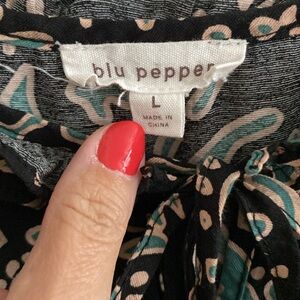 blu pepper
L
MADE IN
CHINA